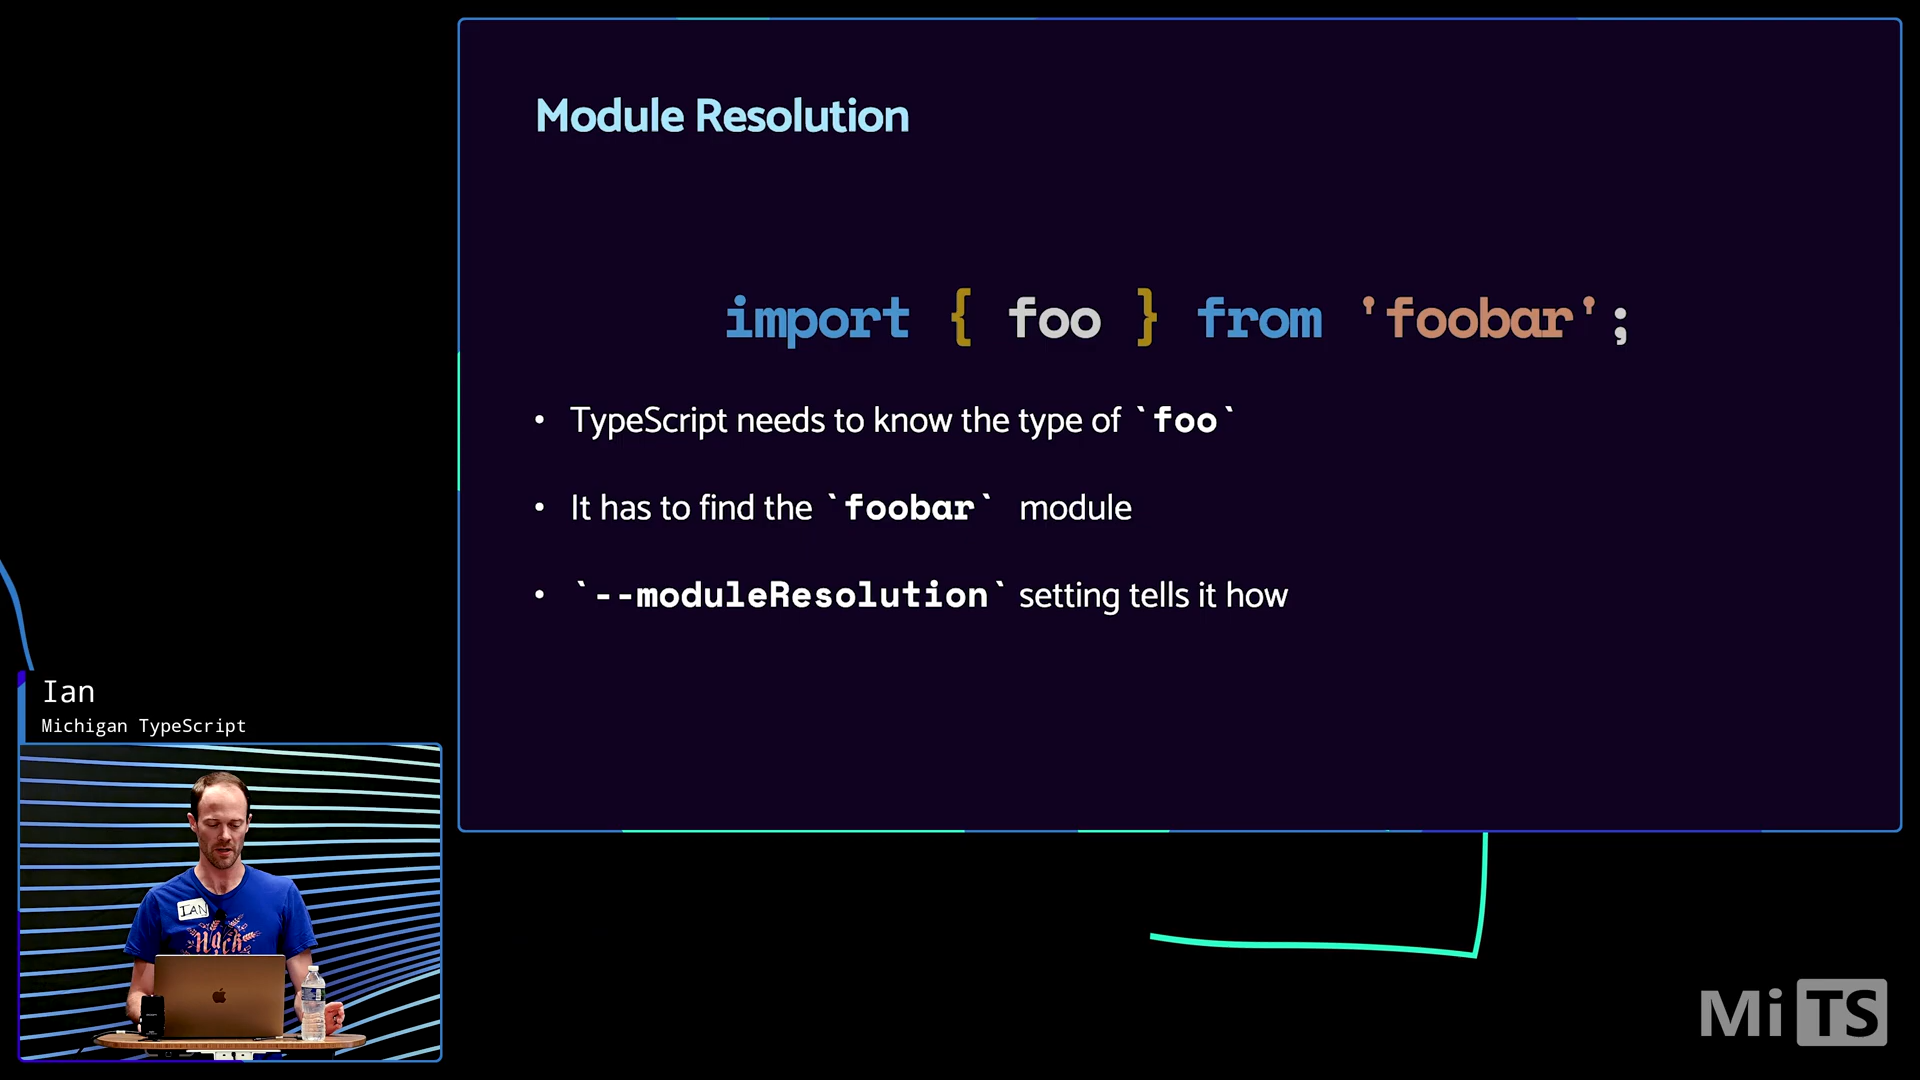 Module Resolution
import { foo } from 'foobar';
• TypeScript needs to know the type of `foo`
• It has to find the `foobar` module
• `--moduleResolution` setting tells it how
Ian
Michigan TypeScript
IAN
Hack
MiTS